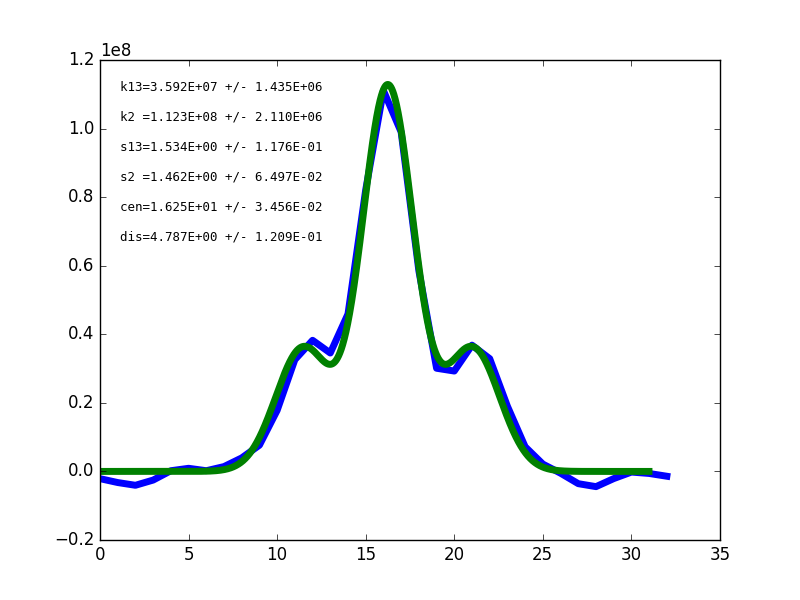 1e8
1.2
1.0
0.8
0.6
0.4
0.2
0.0
−0.2
k13=3.592E+07 +/- 1.435E+06
k2 =1.123E+08 +/- 2.110E+06
s13=1.534E+00 +/- 1.176E-01
s2 =1.462E+00 +/- 6.497E-02
cen=1.625E+01 +/- 3.456E-02
dis=4.787E+00 +/- 1.209E-01
0 5 10 15 20 25 30 35